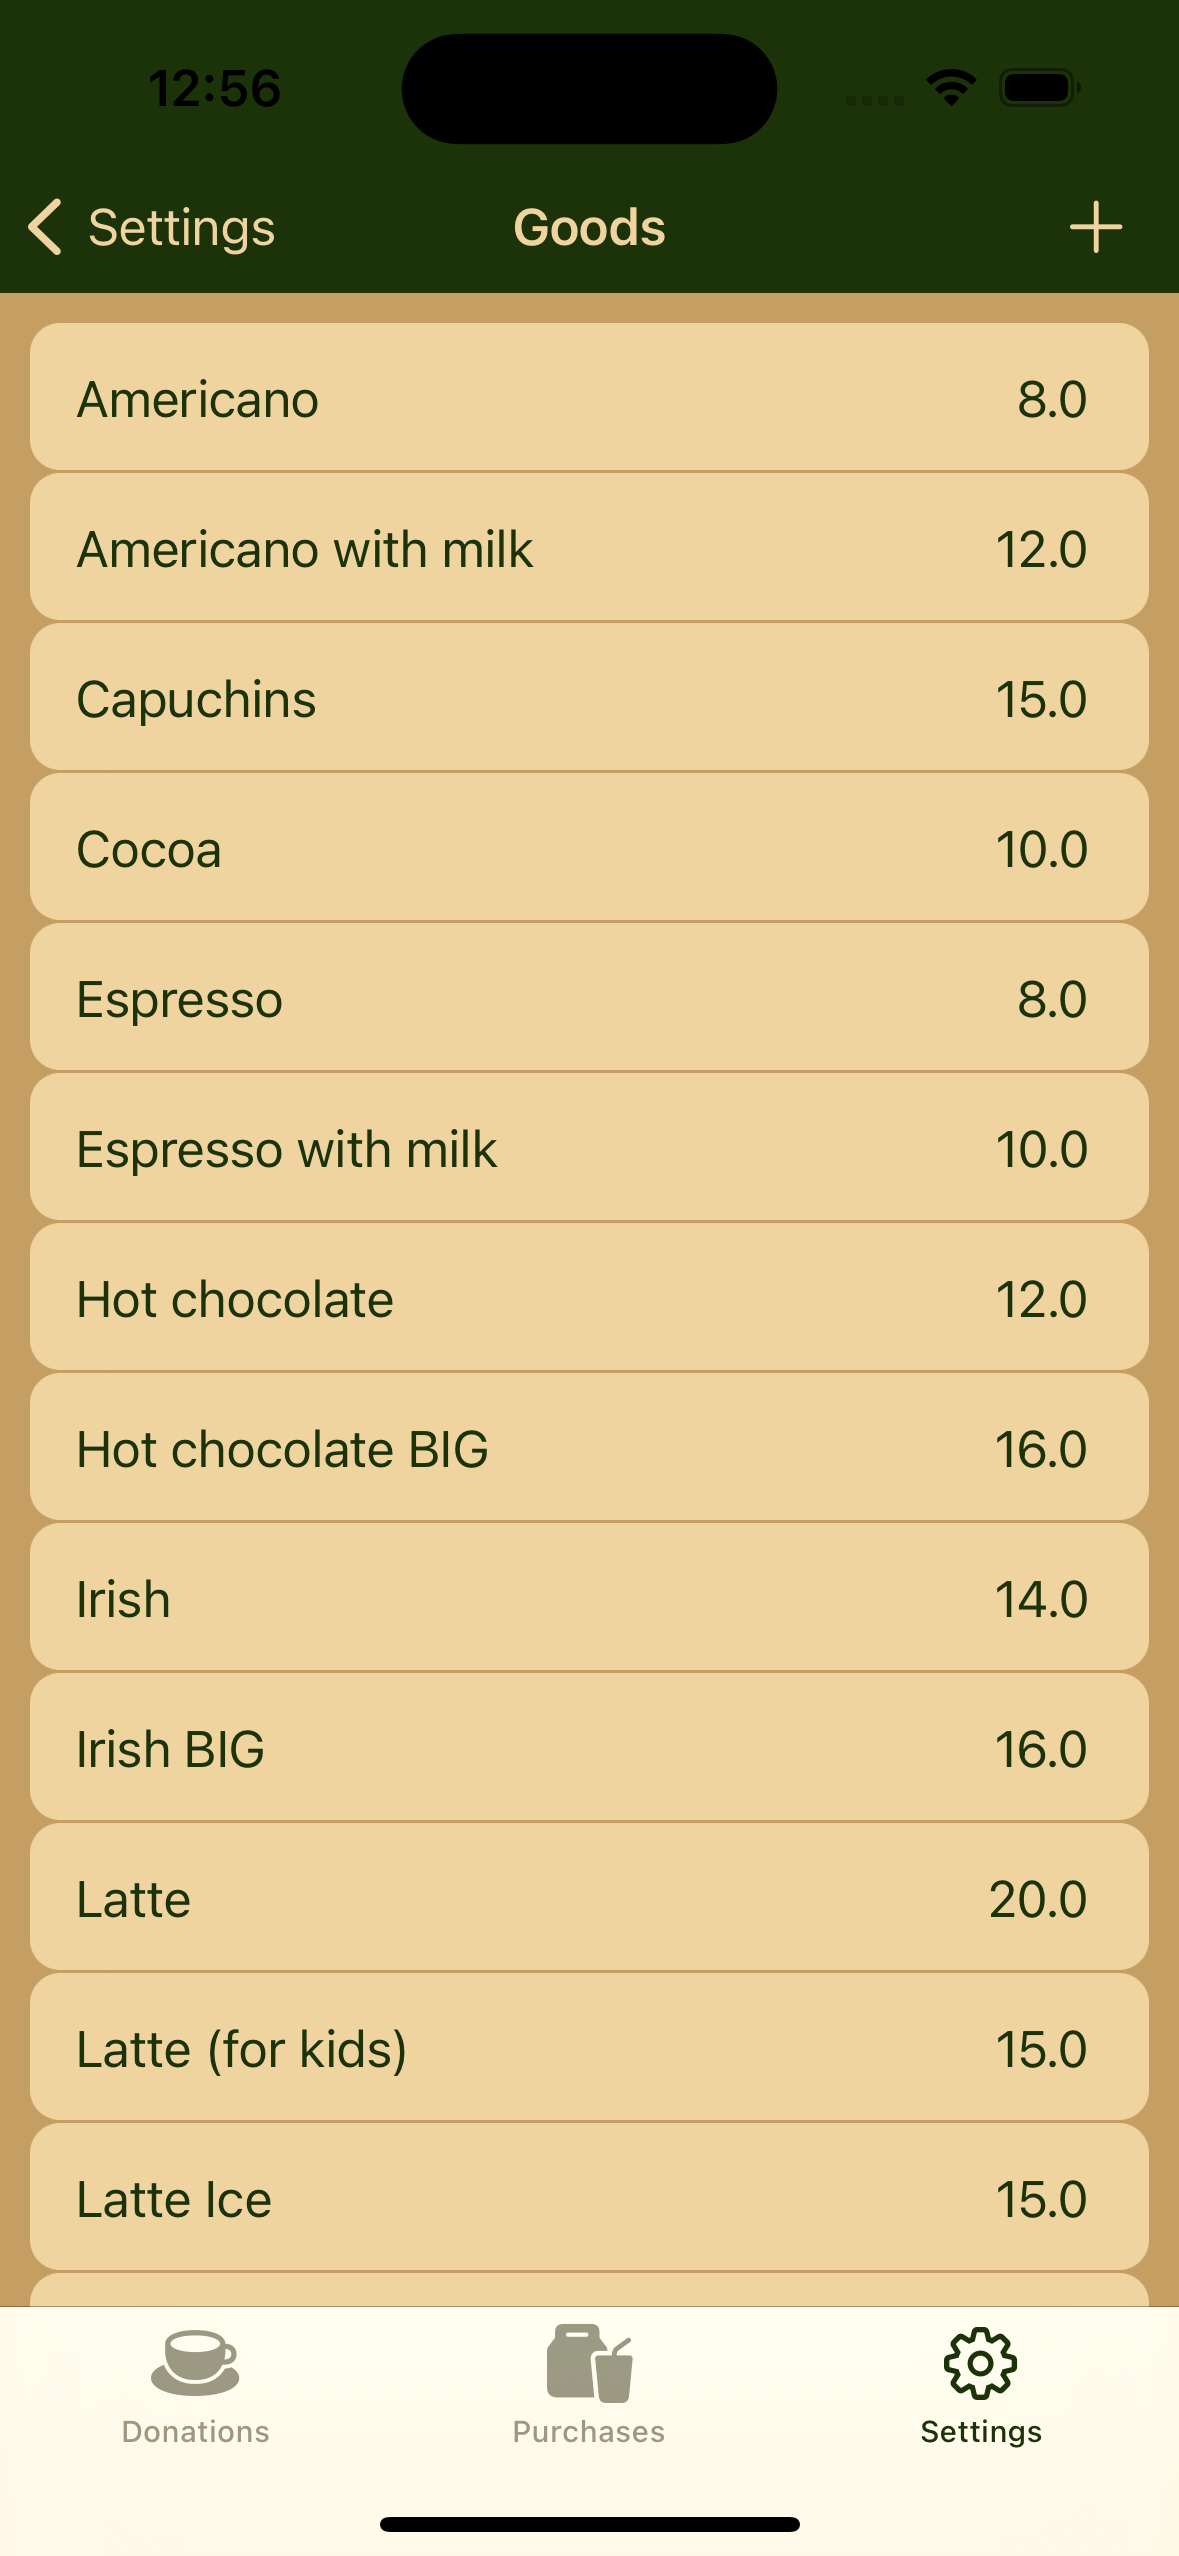 12:56
Settings
Goods
Americano 8.0
Americano with milk 12.0
Capuchins 15.0
Cocoa 10.0
Espresso 8.0
Espresso with milk 10.0
Hot chocolate 12.0
Hot chocolate BIG 16.0
Irish 14.0
Irish BIG 16.0
Latte 20.0
Latte (for kids) 15.0
Latte Ice 15.0
Donations Purchases Settings